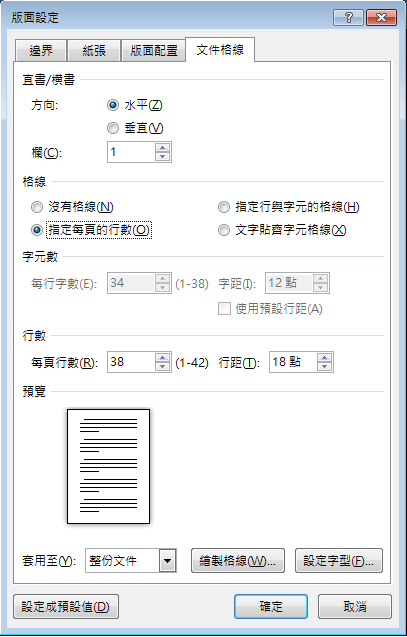 版面設定
邊界 紙張 版面配置 文件格線
直書/橫書
方向: 水平(Z)
垂直(V)
欄(C): 1
格線
沒有格線(N) 指定行與字元的格線(H)
指定每頁的行數(O) 文字貼齊字元格線(X)
字元數
每行字數(E): 34 (1-38) 字距(I): 12 點
使用預設行距(A)
行數
每頁行數(R): 38 (1-42) 行距(T): 18 點
預覽
套用至(Y): 整份文件 繪製格線(W)... 設定字型(F)...
設定成預設值(D) 確定 取消